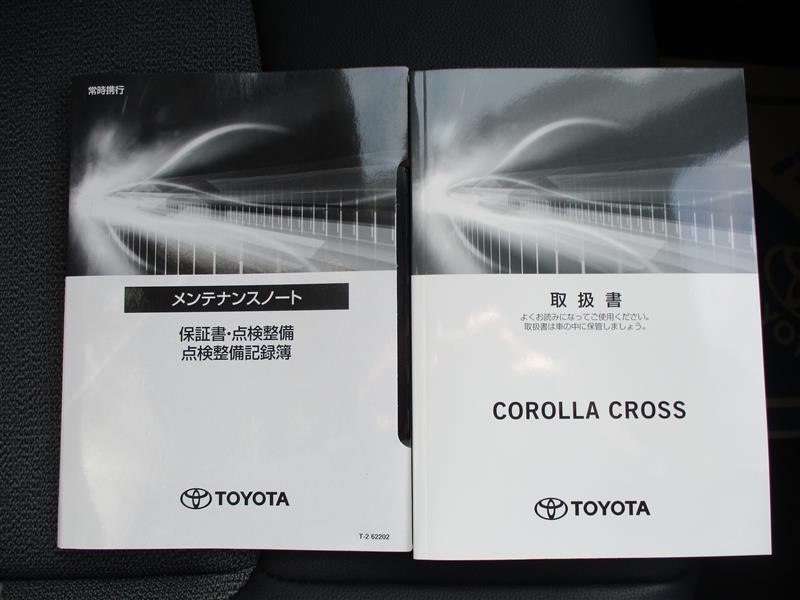 常時携行
メンテナンスノート
保証書・点検整備
点検整備記録簿
TOYOTA
T-2 62202
取扱書
よくお読みになってご使用ください。
取扱書は車の中に保管しましょう。
COROLLA CROSS
TOYOTA
TOYOTA